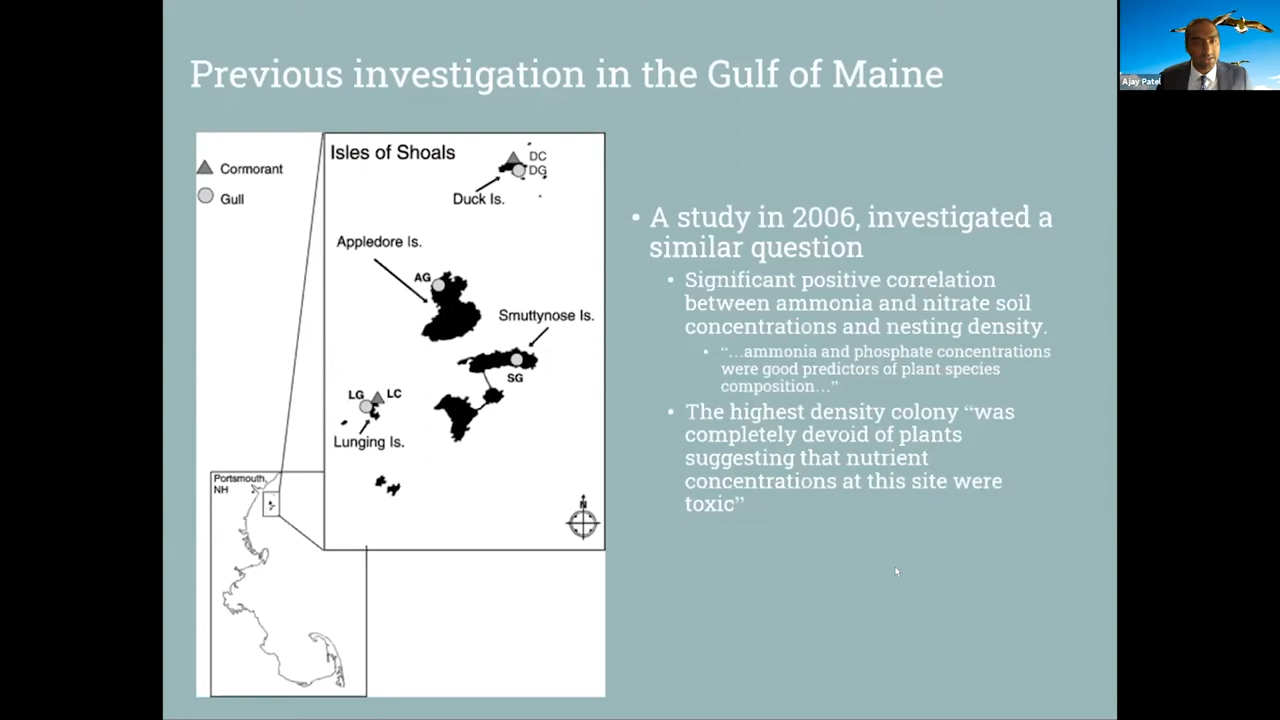 Previous investigation in the Gulf of Maine
Ajay Patel
Cormorant
Gull
Isles of Shoals
DC
DG
Duck Is.
Appledore Is.
AG
Smuttynose Is.
SG
LG
LC
Lunging Is.
N
Portsmouth,
NH
• A study in 2006, investigated a
similar question
• Significant positive correlation
between ammonia and nitrate soil
concentrations and nesting density.
• “…ammonia and phosphate concentrations
were good predictors of plant species
composition…”
• The highest density colony “was
completely devoid of plants
suggesting that nutrient
concentrations at this site were
toxic”